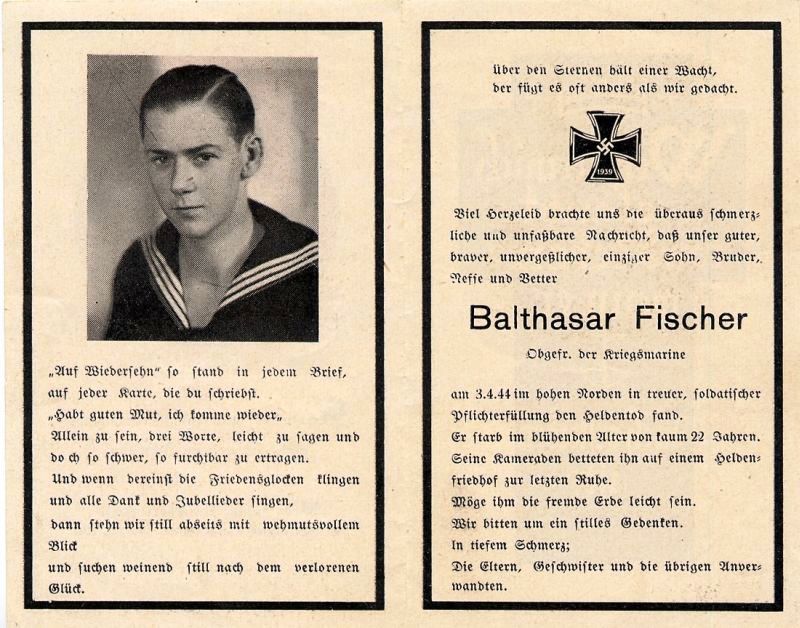 „Auf Wiedersehn“ so stand in jedem Brief,
auf jeder Karte, die du schriebst.
„Habt guten Mut, ich komme wieder„
Allein zu sein, drei Worte, leicht zu sagen und
do ch so schwer, so furchtbar zu ertragen.
Und wenn dereinst die Friedensglocken klingen
und alle Dank und Jubellieder singen,
dann stehn wir still abseits mit wehmutsvollem
Blick
und suchen weinend still nach dem verlorenen
Glück.
Über den Sternen hält einer Wacht,
der fügt es oft anders als wir gedacht.
1939
Viel Herzeleid brachte uns die überaus schmerz-
liche und unfaßbare Nachricht, daß unser guter,
braver, unvergeßlicher, einziger Sohn, Bruder,
Neffe und Vetter
Balthasar Fischer
Obgefr. der Kriegsmarine
am 3.4.44 im hohen Norden in treuer, soldatischer
Pflichterfüllung den Heldentod fand.
Er starb im blühenden Alter von kaum 22 Jahren.
Seine Kameraden betteten ihn auf einem Helden-
friedhof zur letzten Ruhe.
Möge ihm die fremde Erde leicht sein.
Wir bitten um ein stilles Gedenken.
In tiefem Schmerz;
Die Eltern, Geschwister und die übrigen Anver-
wandten.